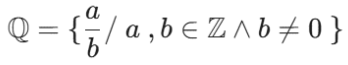 ℚ = { a/b / a , b ∈ ℤ ∧ b ≠ 0 }